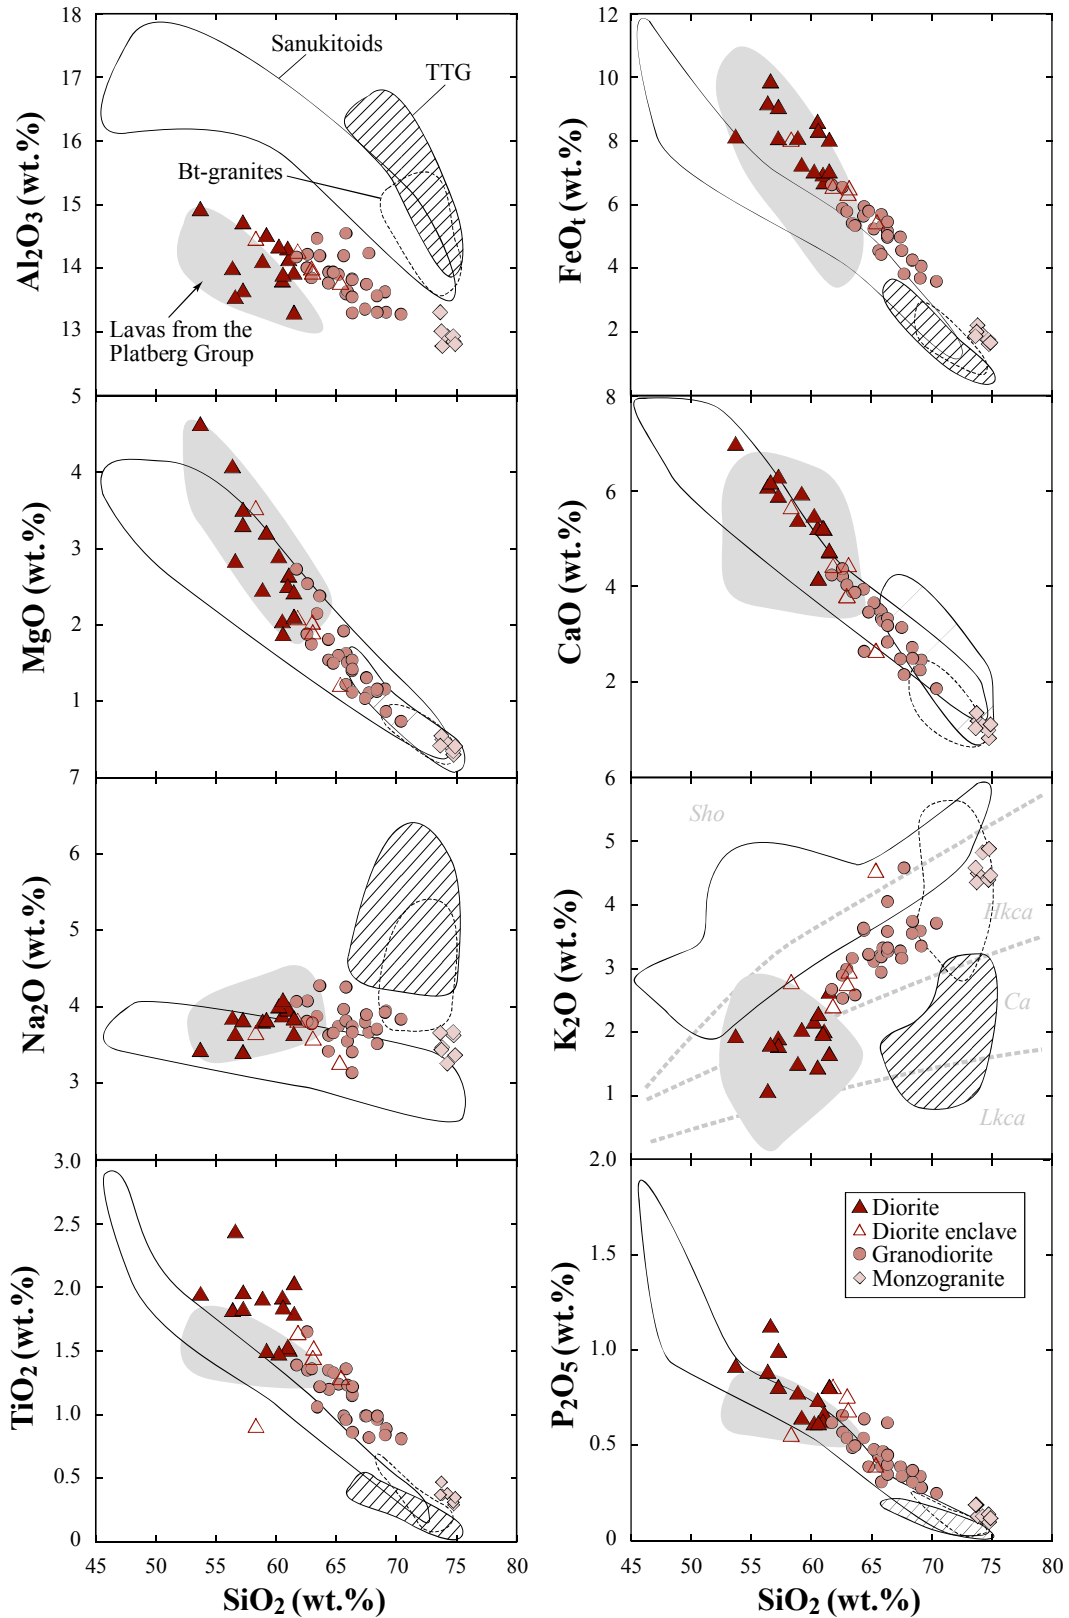 18
17
16
15
14
13
5
Al2O3 (wt.%)
Sanukitoids
TTG
Bt-granites
Lavas from the
Platberg Group
12
10
8
6
4
2
8
FeOt (wt.%)
4
3
2
1
7
MgO (wt.%)
6
4
2
6
CaO (wt.%)
6
5
4
3
3.0
Na2O (wt.%)
5
4
3
2
1
2.0
K2O (wt.%)
Sho
Hkca
Ca
Lkca
2.5
2.0
1.5
1.0
0.5
0
TiO2 (wt.%)
45 50 55 60 65 70 75 80
SiO2 (wt.%)
1.5
1.0
0.5
0
P2O5 (wt.%)
Diorite
Diorite enclave
Granodiorite
Monzogranite
45 50 55 60 65 70 75 80
SiO2 (wt.%)